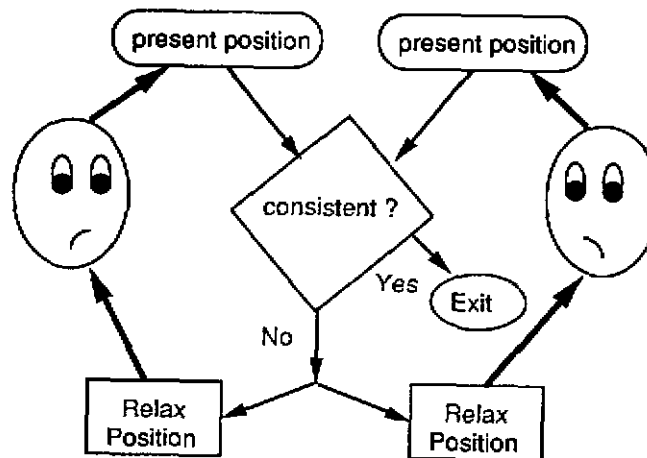 present position
present position
consistent ?
Yes
Exit
No
Relax
Position
Relax
Position